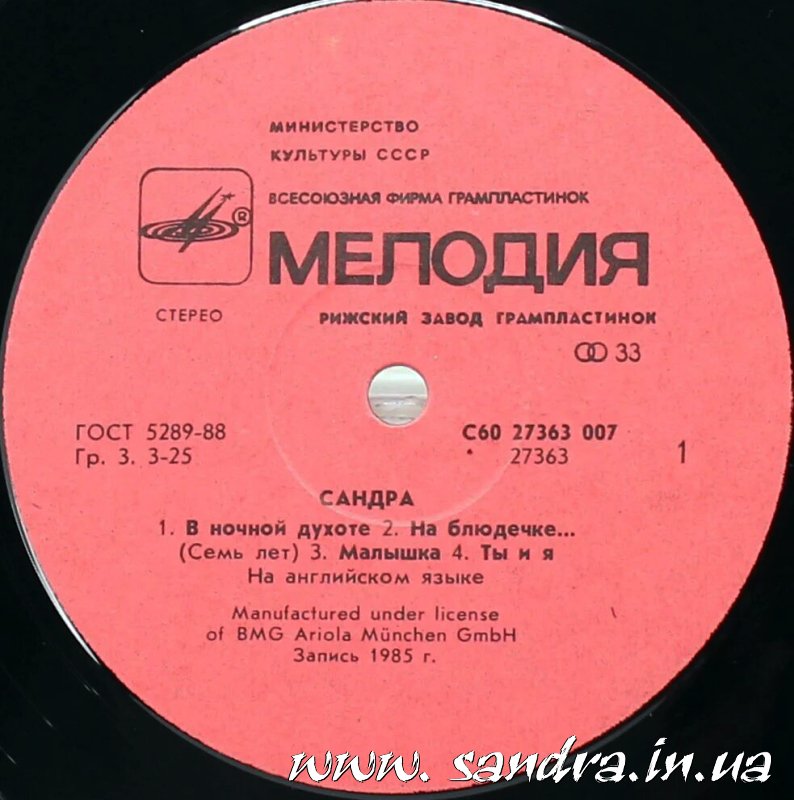 МИНИСТЕРСТВО
КУЛЬТУРЫ СССР
ВСЕСОЮЗНАЯ ФИРМА ГРАМПЛАСТИНОК
МЕЛОДИЯ
®
СТЕРЕО
РИЖСКИЙ ЗАВОД ГРАМПЛАСТИНОК
33
ГОСТ 5289-88
Гр. 3. 3-25
С60 27363 007
27363
1
САНДРА
1. В ночной духоте 2. На блюдечке...
(Семь лет) 3. Малышка 4. Ты и я
На английском языке
Manufactured under license
of BMG Ariola München GmbH
Запись 1985 г.
www. sandra.in.ua